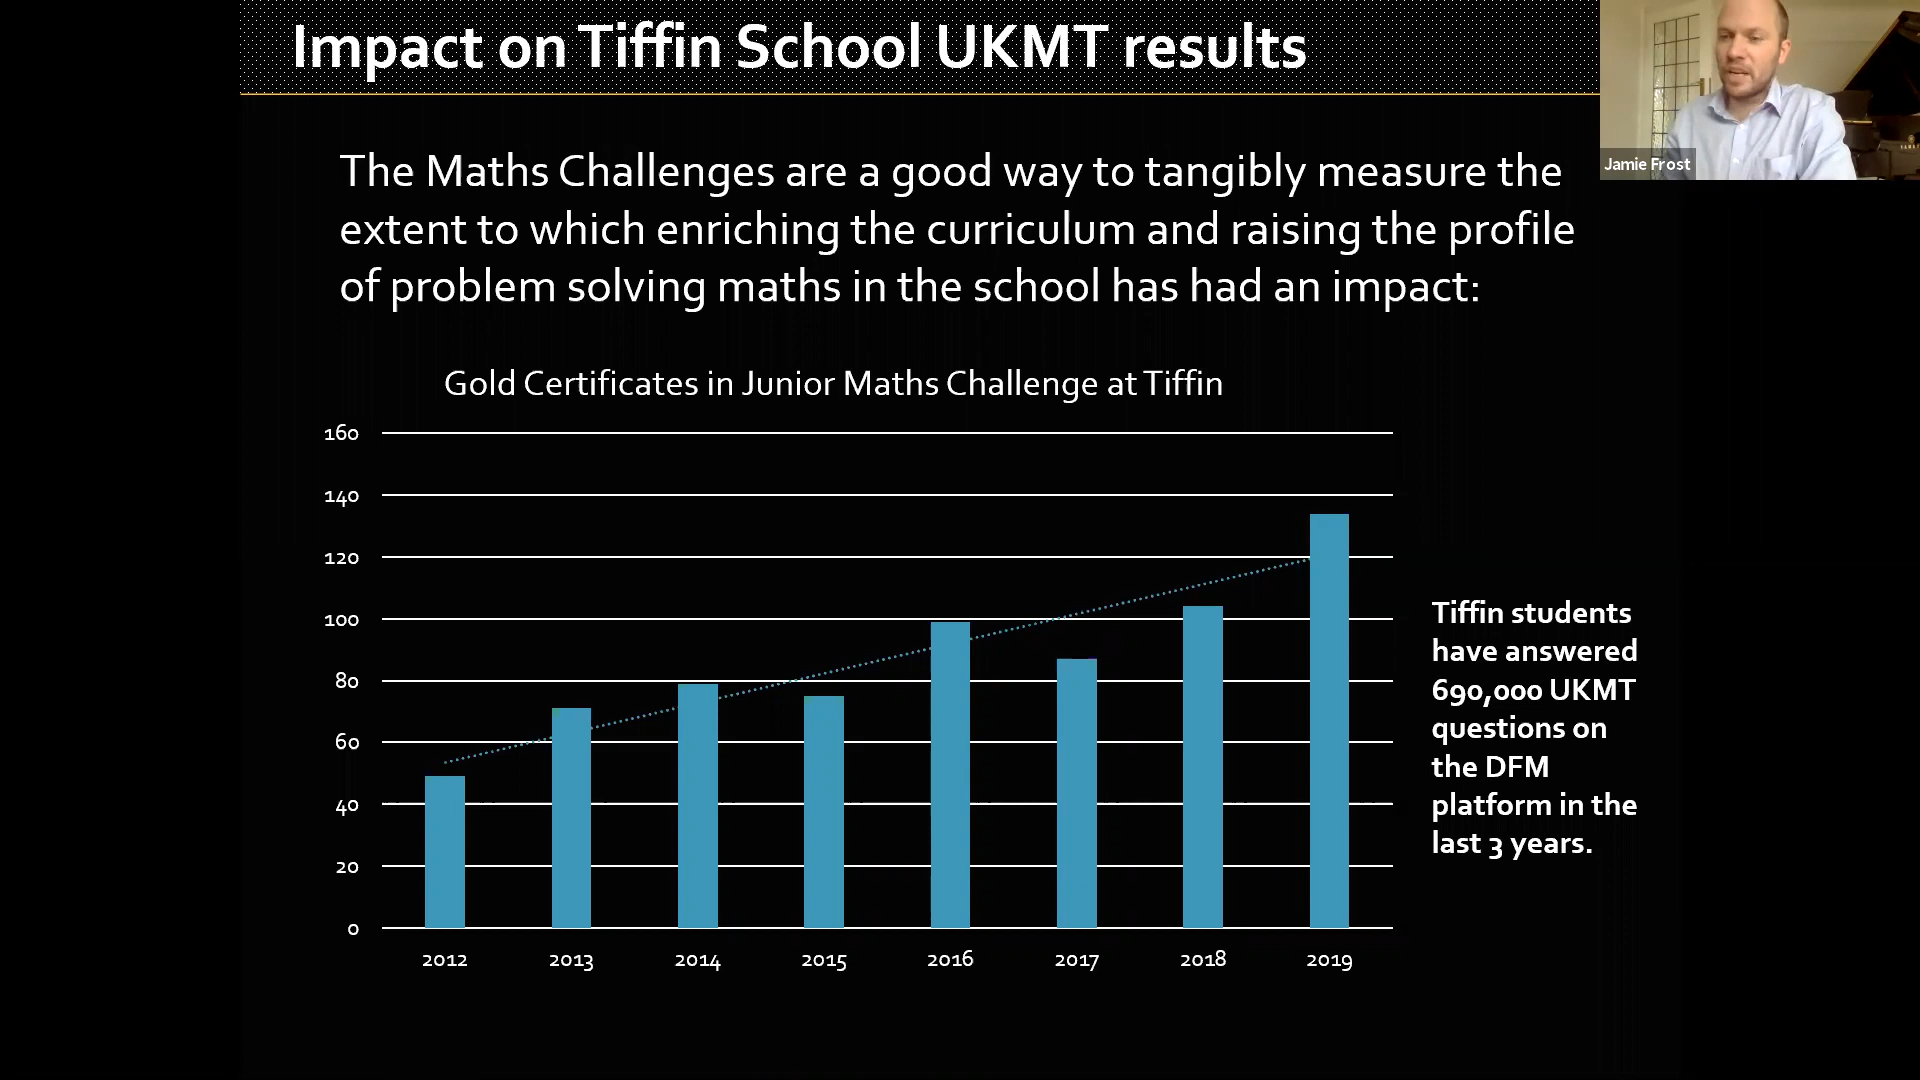 Impact on Tiffin School UKMT results
Jamie Frost
The Maths Challenges are a good way to tangibly measure the
extent to which enriching the curriculum and raising the profile
of problem solving maths in the school has had an impact:
Gold Certificates in Junior Maths Challenge at Tiffin
160
140
120
100
80
60
40
20
0
2012 2013 2014 2015 2016 2017 2018 2019
Tiffin students
have answered
690,000 UKMT
questions on
the DFM
platform in the
last 3 years.